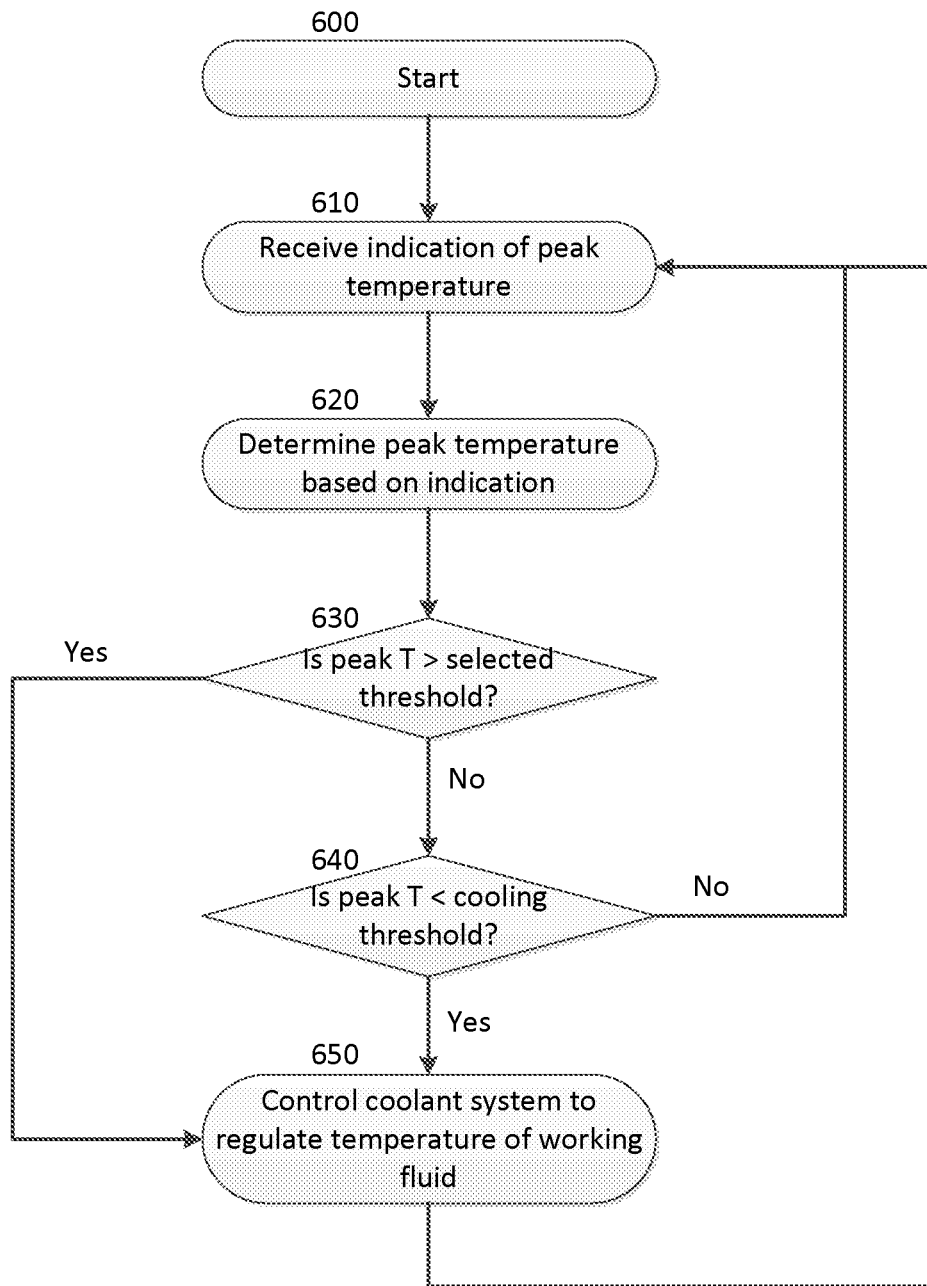 600
Start
610
Receive indication of peak
temperature
620
Determine peak temperature
based on indication
630
Yes
Is peak T > selected
threshold?
No
640
Is peak T < cooling
threshold?
No
Yes
650
Control coolant system to
regulate temperature of working
fluid